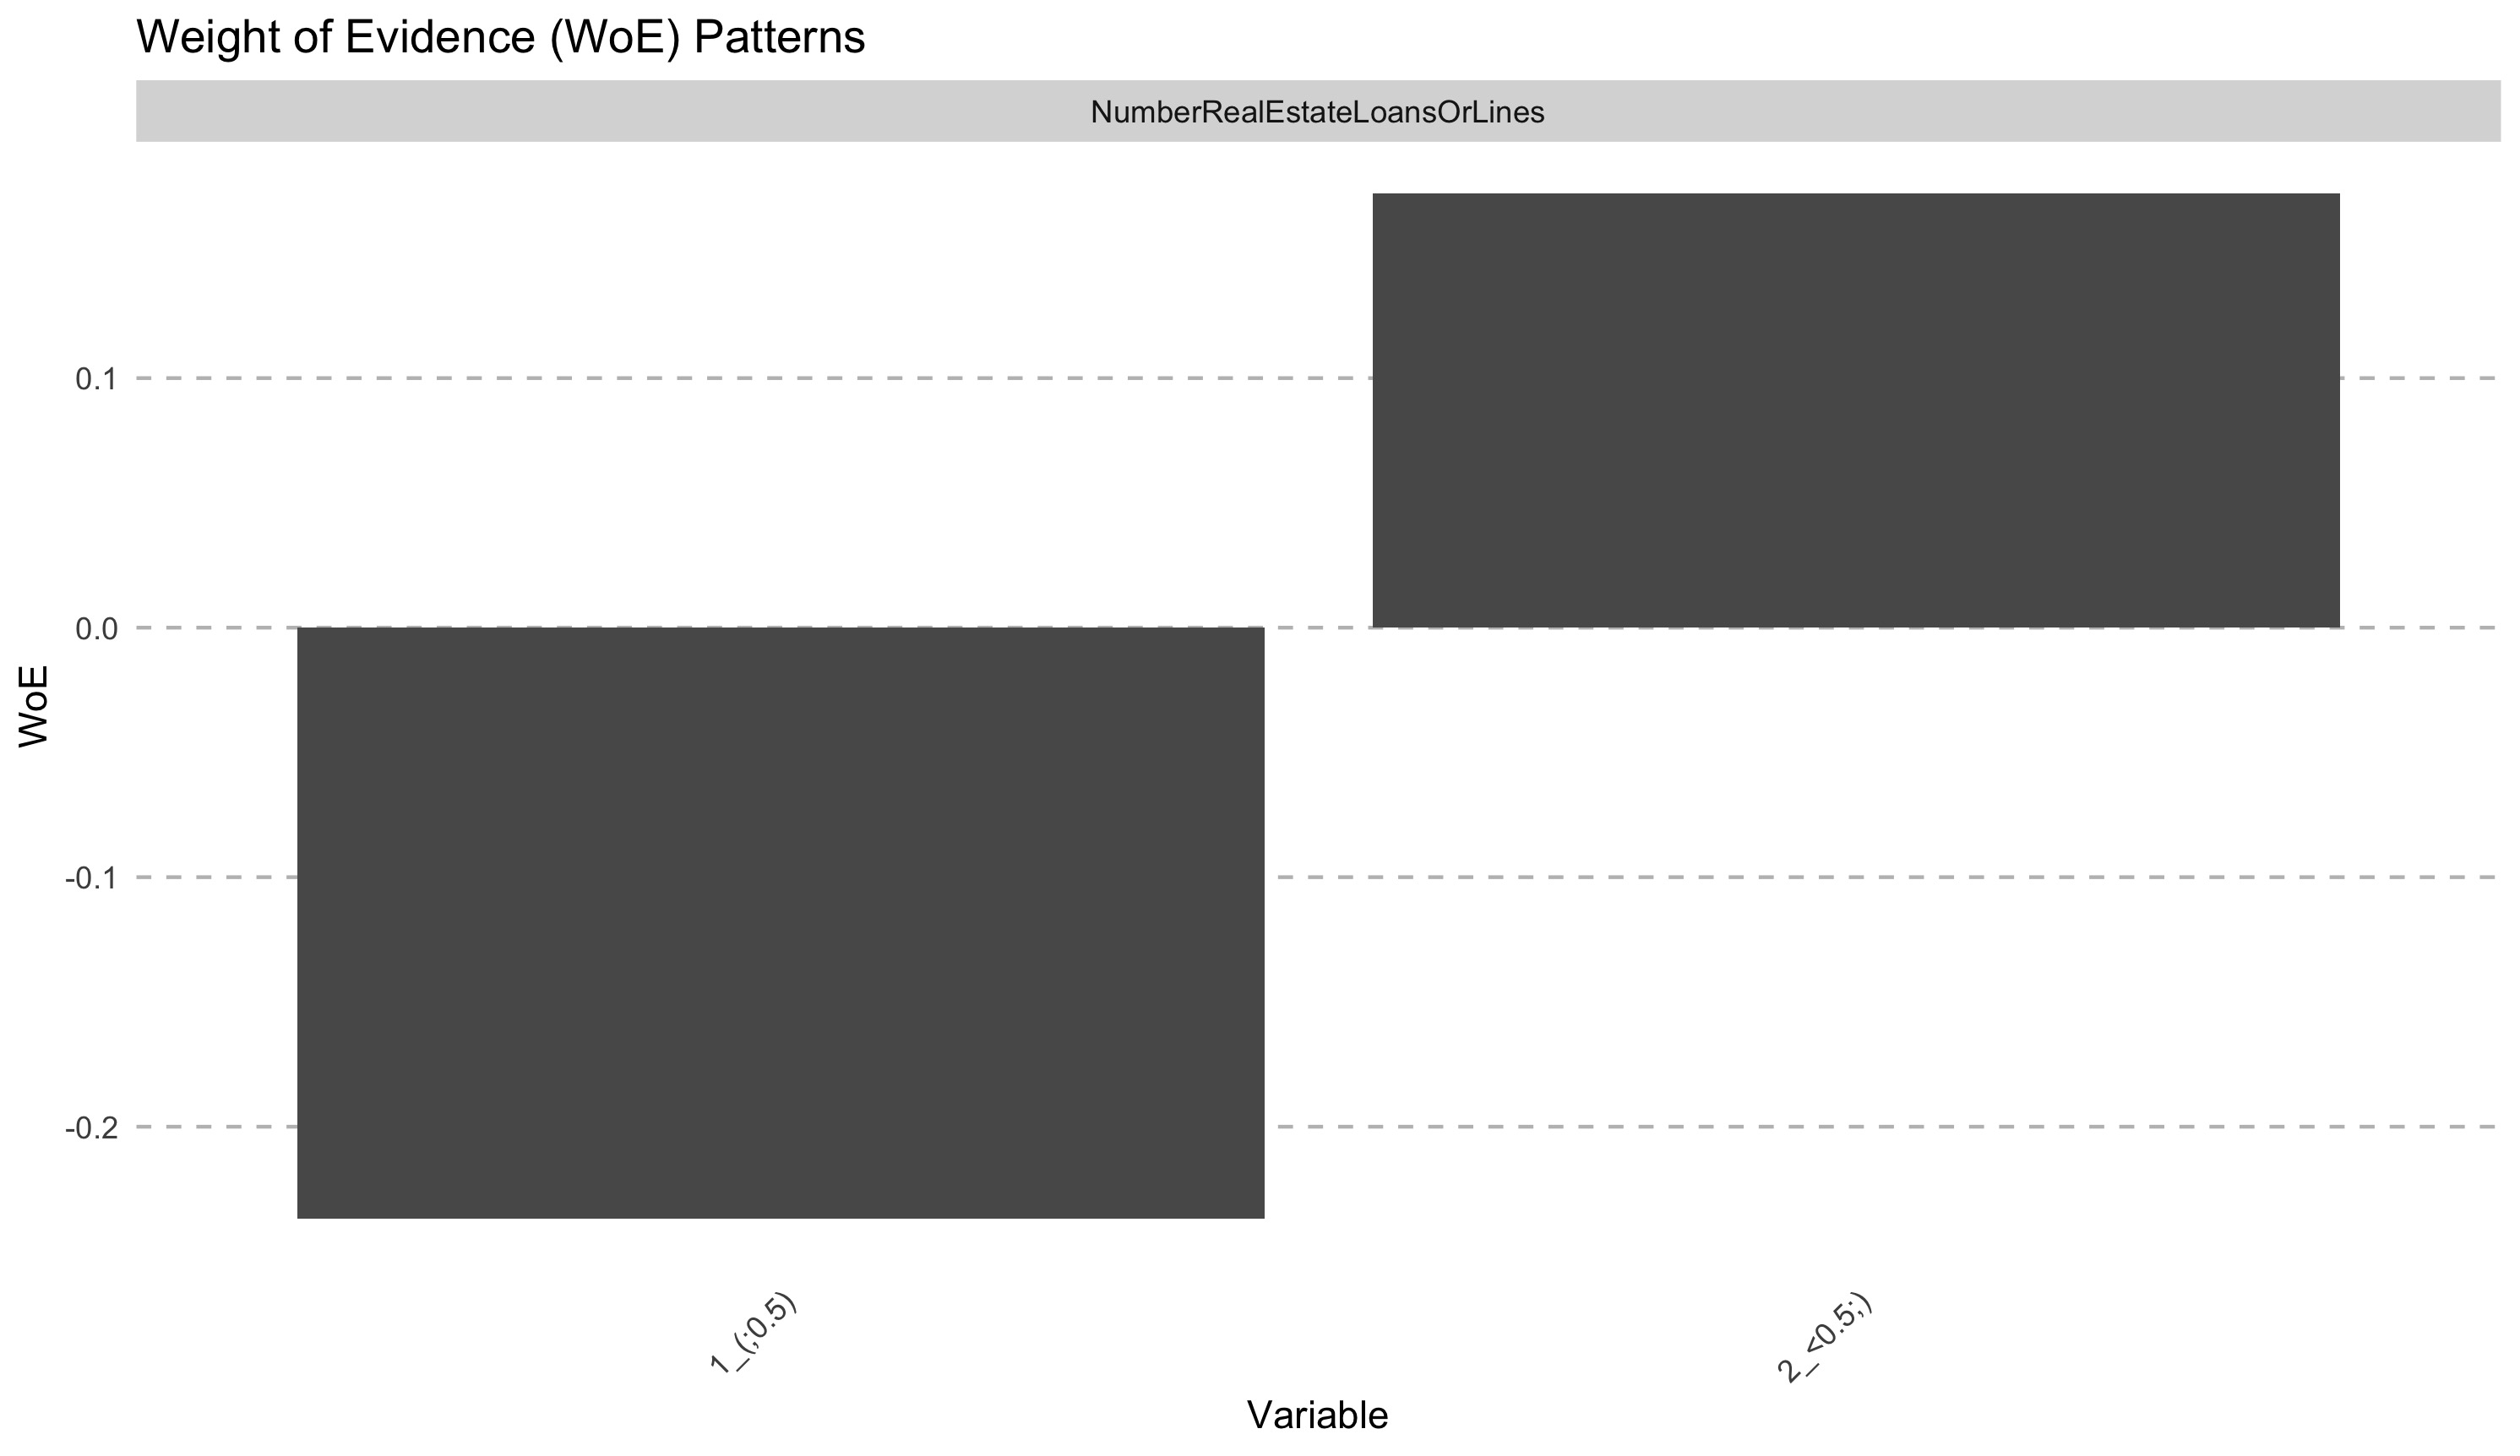 Weight of Evidence (WoE) Patterns
NumberRealEstateLoansOrLines
0.1
0.0
-0.1
-0.2
WoE
1_(;0.5)
2_<0.5;)
Variable